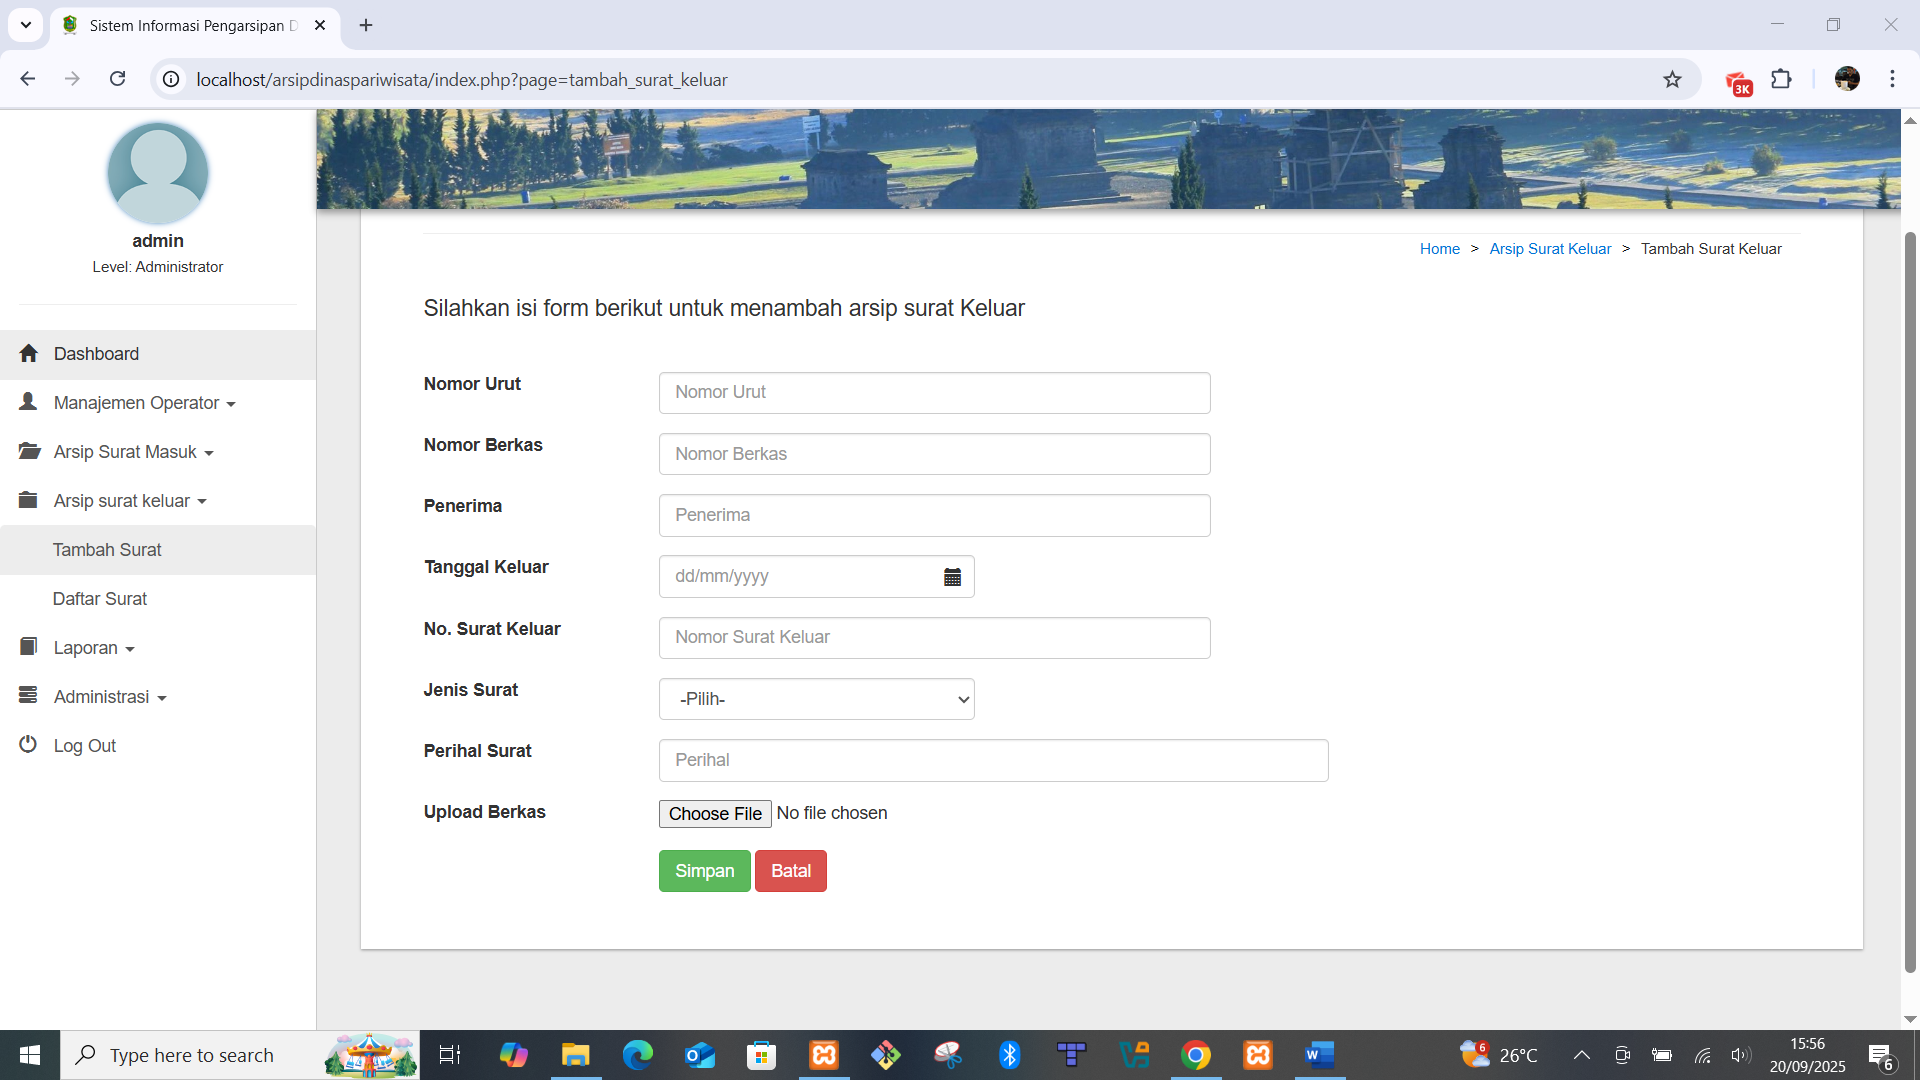 Sistem Informasi Pengarsipan D
localhost/arsipdinaspariwisata/index.php?page=tambah_surat_keluar
3K
admin
Level: Administrator
Dashboard
Manajemen Operator
Arsip Surat Masuk
Arsip surat keluar
Tambah Surat
Daftar Surat
Laporan
Administrasi
Log Out
Home > Arsip Surat Keluar > Tambah Surat Keluar
Silahkan isi form berikut untuk menambah arsip surat Keluar
Nomor Urut
Nomor Urut
Nomor Berkas
Nomor Berkas
Penerima
Penerima
Tanggal Keluar
dd/mm/yyyy
No. Surat Keluar
Nomor Surat Keluar
Jenis Surat
-Pilih-
Perihal Surat
Perihal
Upload Berkas
Choose File No file chosen
Simpan Batal
Type here to search
6
26°C
15:56
20/09/2025
6